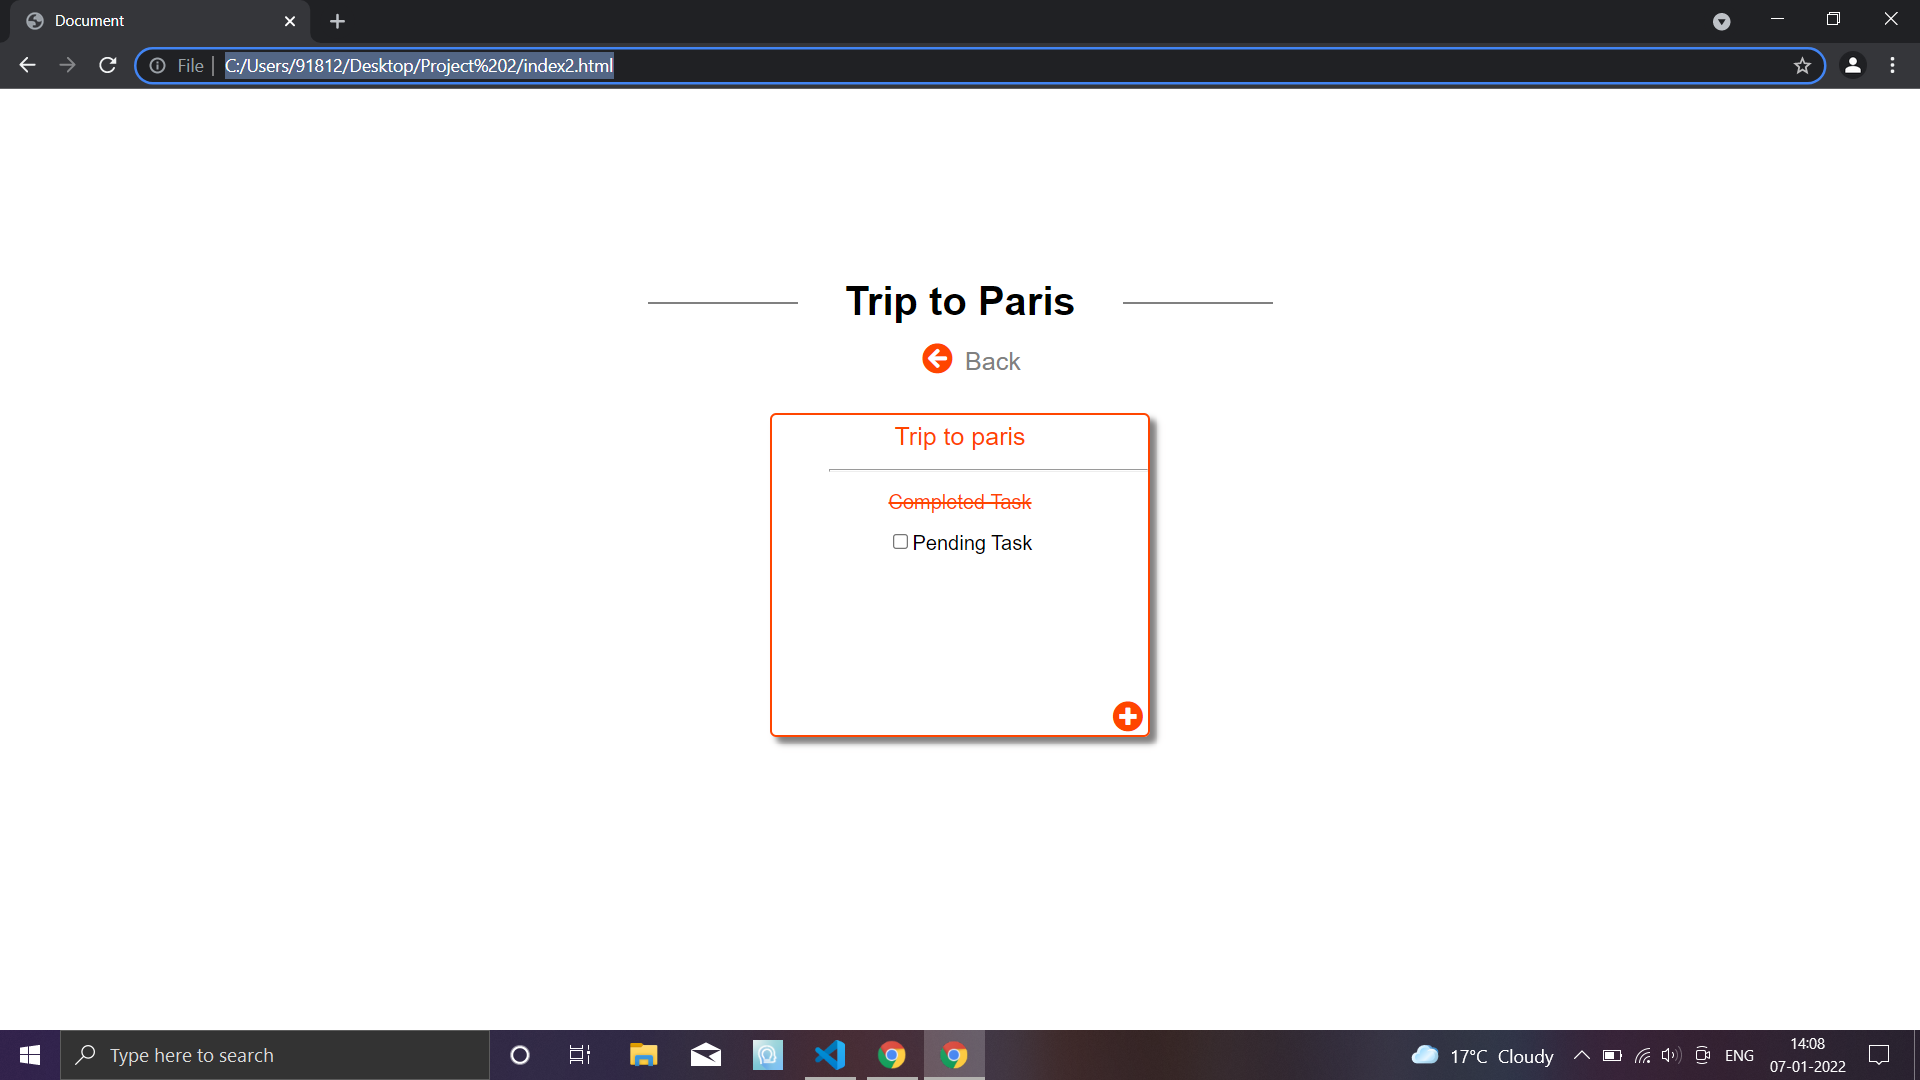 Document
File
C:/Users/91812/Desktop/Project%202/index2.html
Trip to Paris
Back
Trip to paris
Completed Task
Pending Task
Type here to search
17°C Cloudy
ENG
14:08
07-01-2022